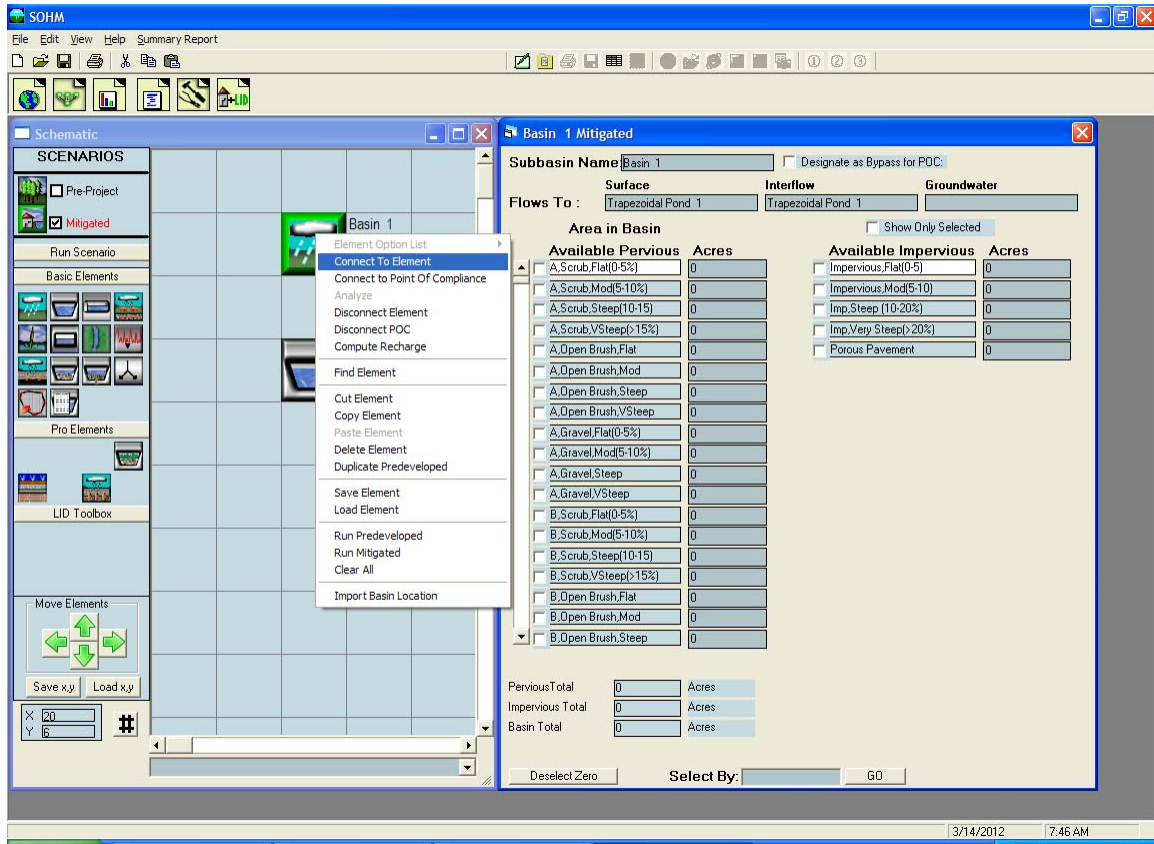 SOHM
File Edit View Help Summary Report
+LID
Schematic
SCENARIOS
Pre-Project
Mitigated
Run Scenario
Basic Elements
Pro Elements
LID Toolbox
Move Elements
Save x,y Load x,y
X 20
Y 6
#
Basin 1
Element Option List
Connect To Element
Connect to Point Of Compliance
Analyze
Disconnect Element
Disconnect POC
Compute Recharge
Find Element
Cut Element
Copy Element
Paste Element
Delete Element
Duplicate Predeveloped
Save Element
Load Element
Run Predeveloped
Run Mitigated
Clear All
Import Basin Location
Basin 1 Mitigated
Subbasin Name: Basin 1 Designate as Bypass for POC:
Surface Interflow Groundwater
Flows To : Trapezoidal Pond 1 Trapezoidal Pond 1
Area in Basin Show Only Selected
Available Pervious Acres Available Impervious Acres
A,Scrub,Flat(0-5%) 0 Impervious,Flat(0-5) 0
A,Scrub,Mod(5-10%) 0 Impervious,Mod(5-10) 0
A,Scrub,Steep(10-15) 0 Imp,Steep (10-20%) 0
A,Scrub,VSteep(>15%) 0 Imp,Very Steep(>20%) 0
A,Open Brush,Flat 0 Porous Pavement 0
A,Open Brush,Mod 0
A,Open Brush,Steep 0
A,Open Brush,VSteep 0
A,Gravel,Flat(0-5%) 0
A,Gravel,Mod(5-10%) 0
A,Gravel,Steep 0
A,Gravel,VSteep 0
B,Scrub,Flat(0-5%) 0
B,Scrub,Mod(5-10%) 0
B,Scrub,Steep(10-15) 0
B,Scrub,VSteep(>15%) 0
B,Open Brush,Flat 0
B,Open Brush,Mod 0
B,Open Brush,Steep 0
PerviousTotal 0 Acres
Impervious Total 0 Acres
Basin Total 0 Acres
Deselect Zero Select By: GO
3/14/2012 7:46 AM